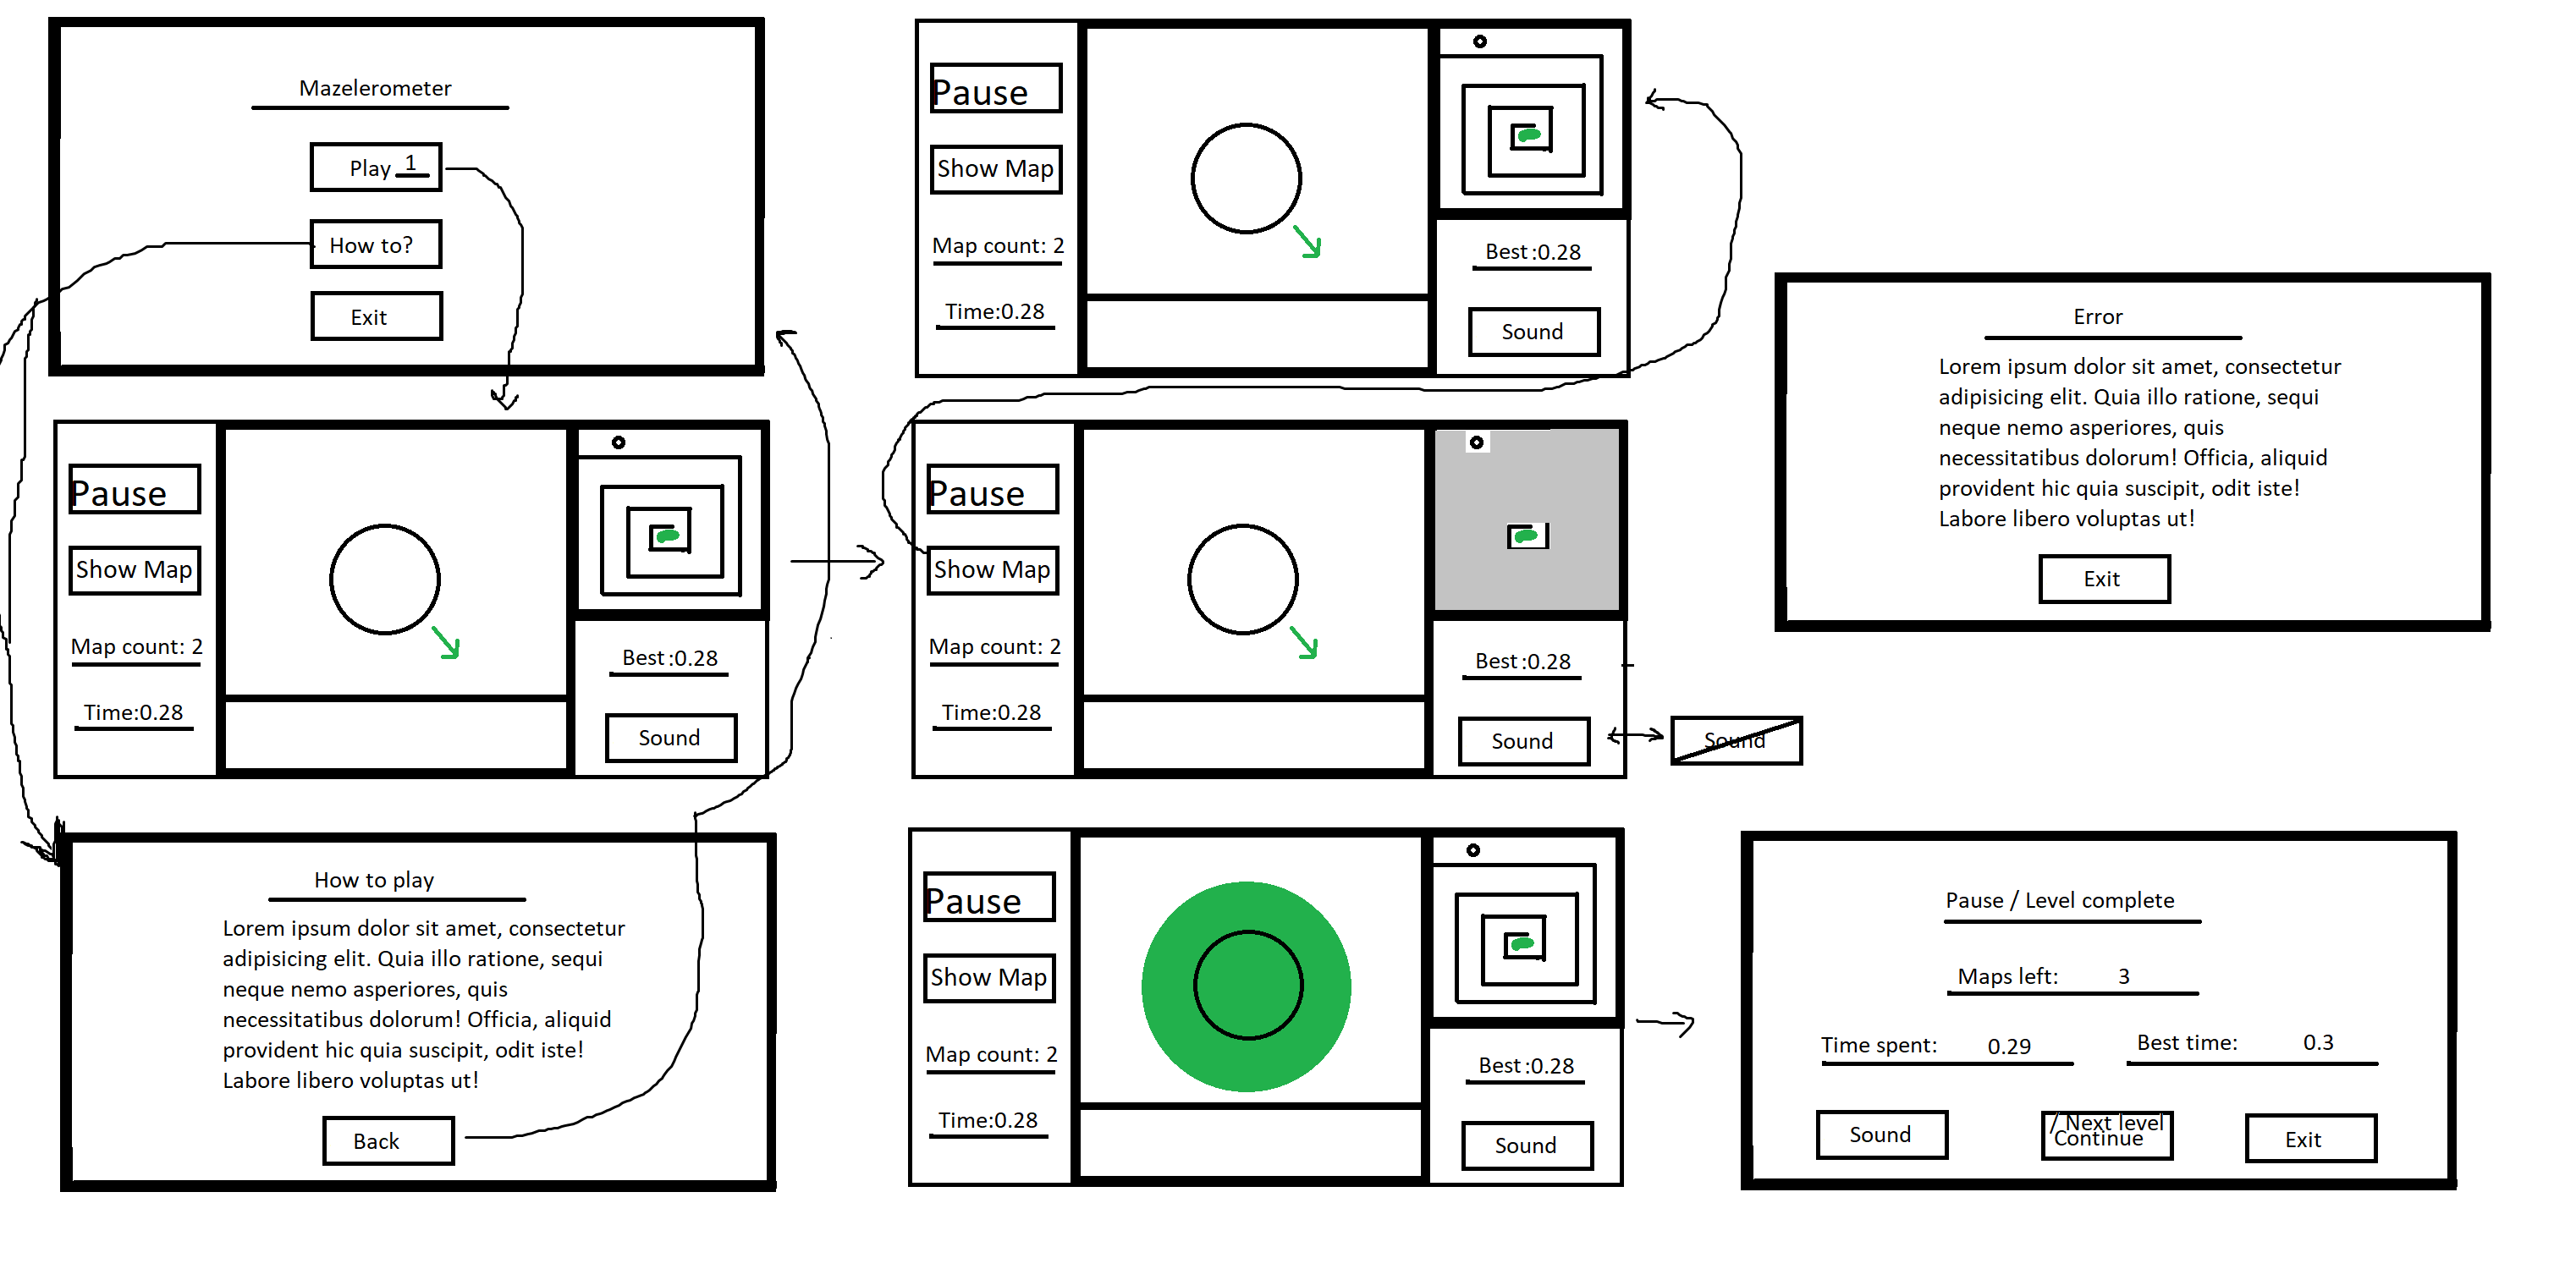 Mazelerometer
Play 1
How to?
Exit
Pause
Show Map
Map count: 2
Time:0.28
Best :0.28
Sound
Error
Lorem ipsum dolor sit amet, consectetur
adipisicing elit. Quia illo ratione, sequi
neque nemo asperiores, quis
necessitatibus dolorum! Officia, aliquid
provident hic quia suscipit, odit iste!
Labore libero voluptas ut!
Exit
Pause
Show Map
Map count: 2
Time:0.28
Best :0.28
Sound
Pause
Show Map
Map count: 2
Time:0.28
Best :0.28
Sound
Sound
How to play
Lorem ipsum dolor sit amet, consectetur
adipisicing elit. Quia illo ratione, sequi
neque nemo asperiores, quis
necessitatibus dolorum! Officia, aliquid
provident hic quia suscipit, odit iste!
Labore libero voluptas ut!
Back
Pause
Show Map
Map count: 2
Time:0.28
Best :0.28
Sound
Pause / Level complete
Maps left: 3
Time spent: 0.29
Best time: 0.3
Sound
/ Next level
Continue
Exit